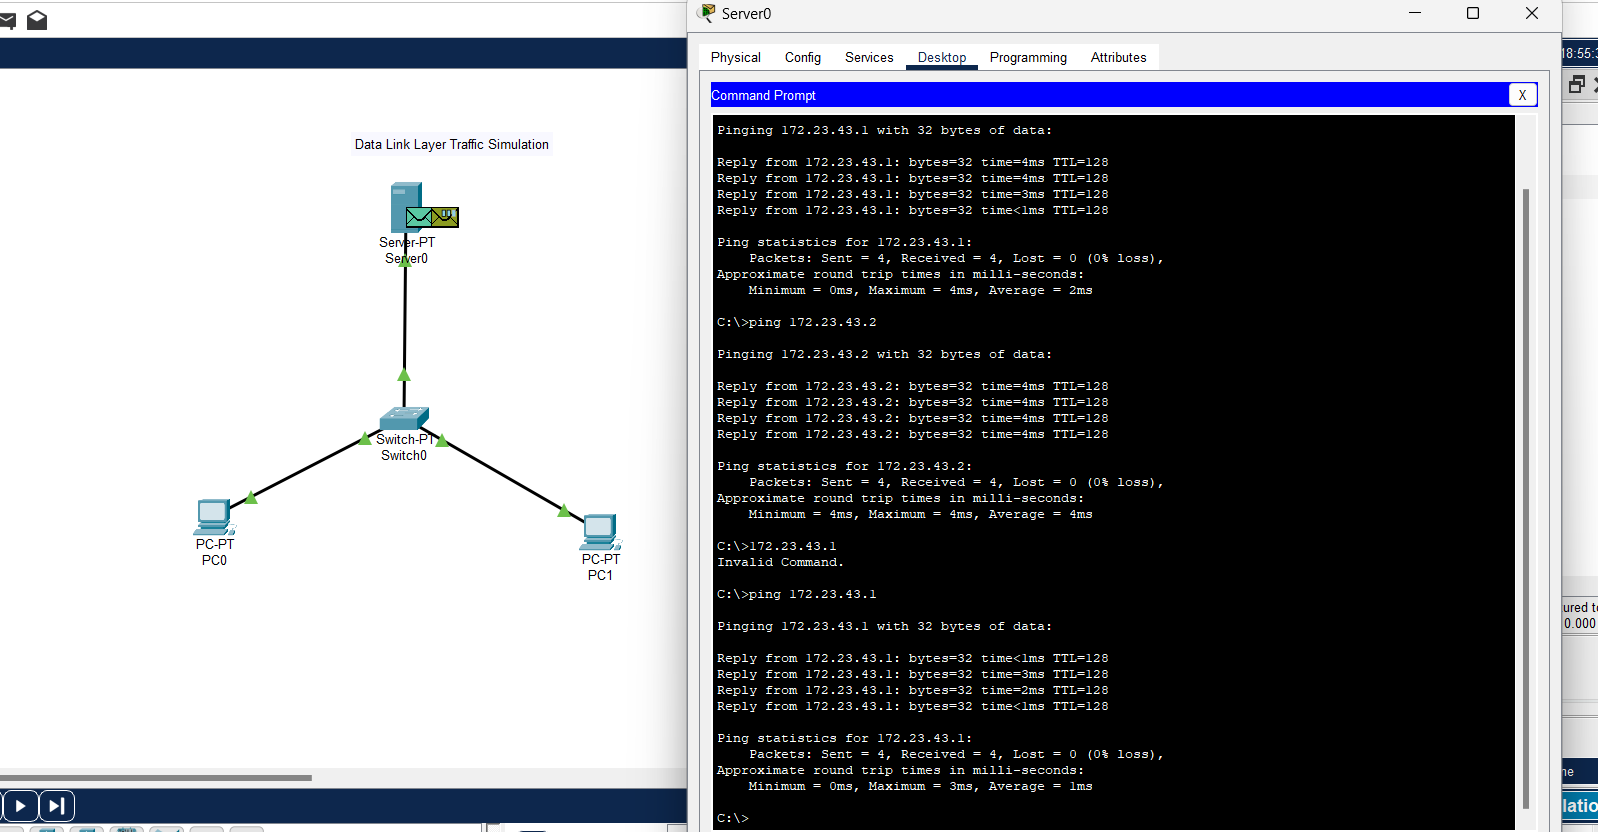 Server0
Physical
Config
Services
Desktop
Programming
Attributes
Command Prompt
X
Pinging 172.23.43.1 with 32 bytes of data:
Reply from 172.23.43.1: bytes=32 time=4ms TTL=128
Reply from 172.23.43.1: bytes=32 time=4ms TTL=128
Reply from 172.23.43.1: bytes=32 time=3ms TTL=128
Reply from 172.23.43.1: bytes=32 time<1ms TTL=128
Ping statistics for 172.23.43.1:
Packets: Sent = 4, Received = 4, Lost = 0 (0% loss),
Approximate round trip times in milli-seconds:
Minimum = 0ms, Maximum = 4ms, Average = 2ms
C:\>ping 172.23.43.2
Pinging 172.23.43.2 with 32 bytes of data:
Reply from 172.23.43.2: bytes=32 time=4ms TTL=128
Reply from 172.23.43.2: bytes=32 time=4ms TTL=128
Reply from 172.23.43.2: bytes=32 time=4ms TTL=128
Reply from 172.23.43.2: bytes=32 time=4ms TTL=128
Ping statistics for 172.23.43.2:
Packets: Sent = 4, Received = 4, Lost = 0 (0% loss),
Approximate round trip times in milli-seconds:
Minimum = 4ms, Maximum = 4ms, Average = 4ms
C:\>172.23.43.1
Invalid Command.
C:\>ping 172.23.43.1
Pinging 172.23.43.1 with 32 bytes of data:
Reply from 172.23.43.1: bytes=32 time<1ms TTL=128
Reply from 172.23.43.1: bytes=32 time=3ms TTL=128
Reply from 172.23.43.1: bytes=32 time=2ms TTL=128
Reply from 172.23.43.1: bytes=32 time<1ms TTL=128
Ping statistics for 172.23.43.1:
Packets: Sent = 4, Received = 4, Lost = 0 (0% loss),
Approximate round trip times in milli-seconds:
Minimum = 0ms, Maximum = 3ms, Average = 1ms
C:\>
Data Link Layer Traffic Simulation
Server-PT
Server0
Switch-PT
Switch0
PC-PT
PC0
PC-PT
PC1
18:55:
0.000